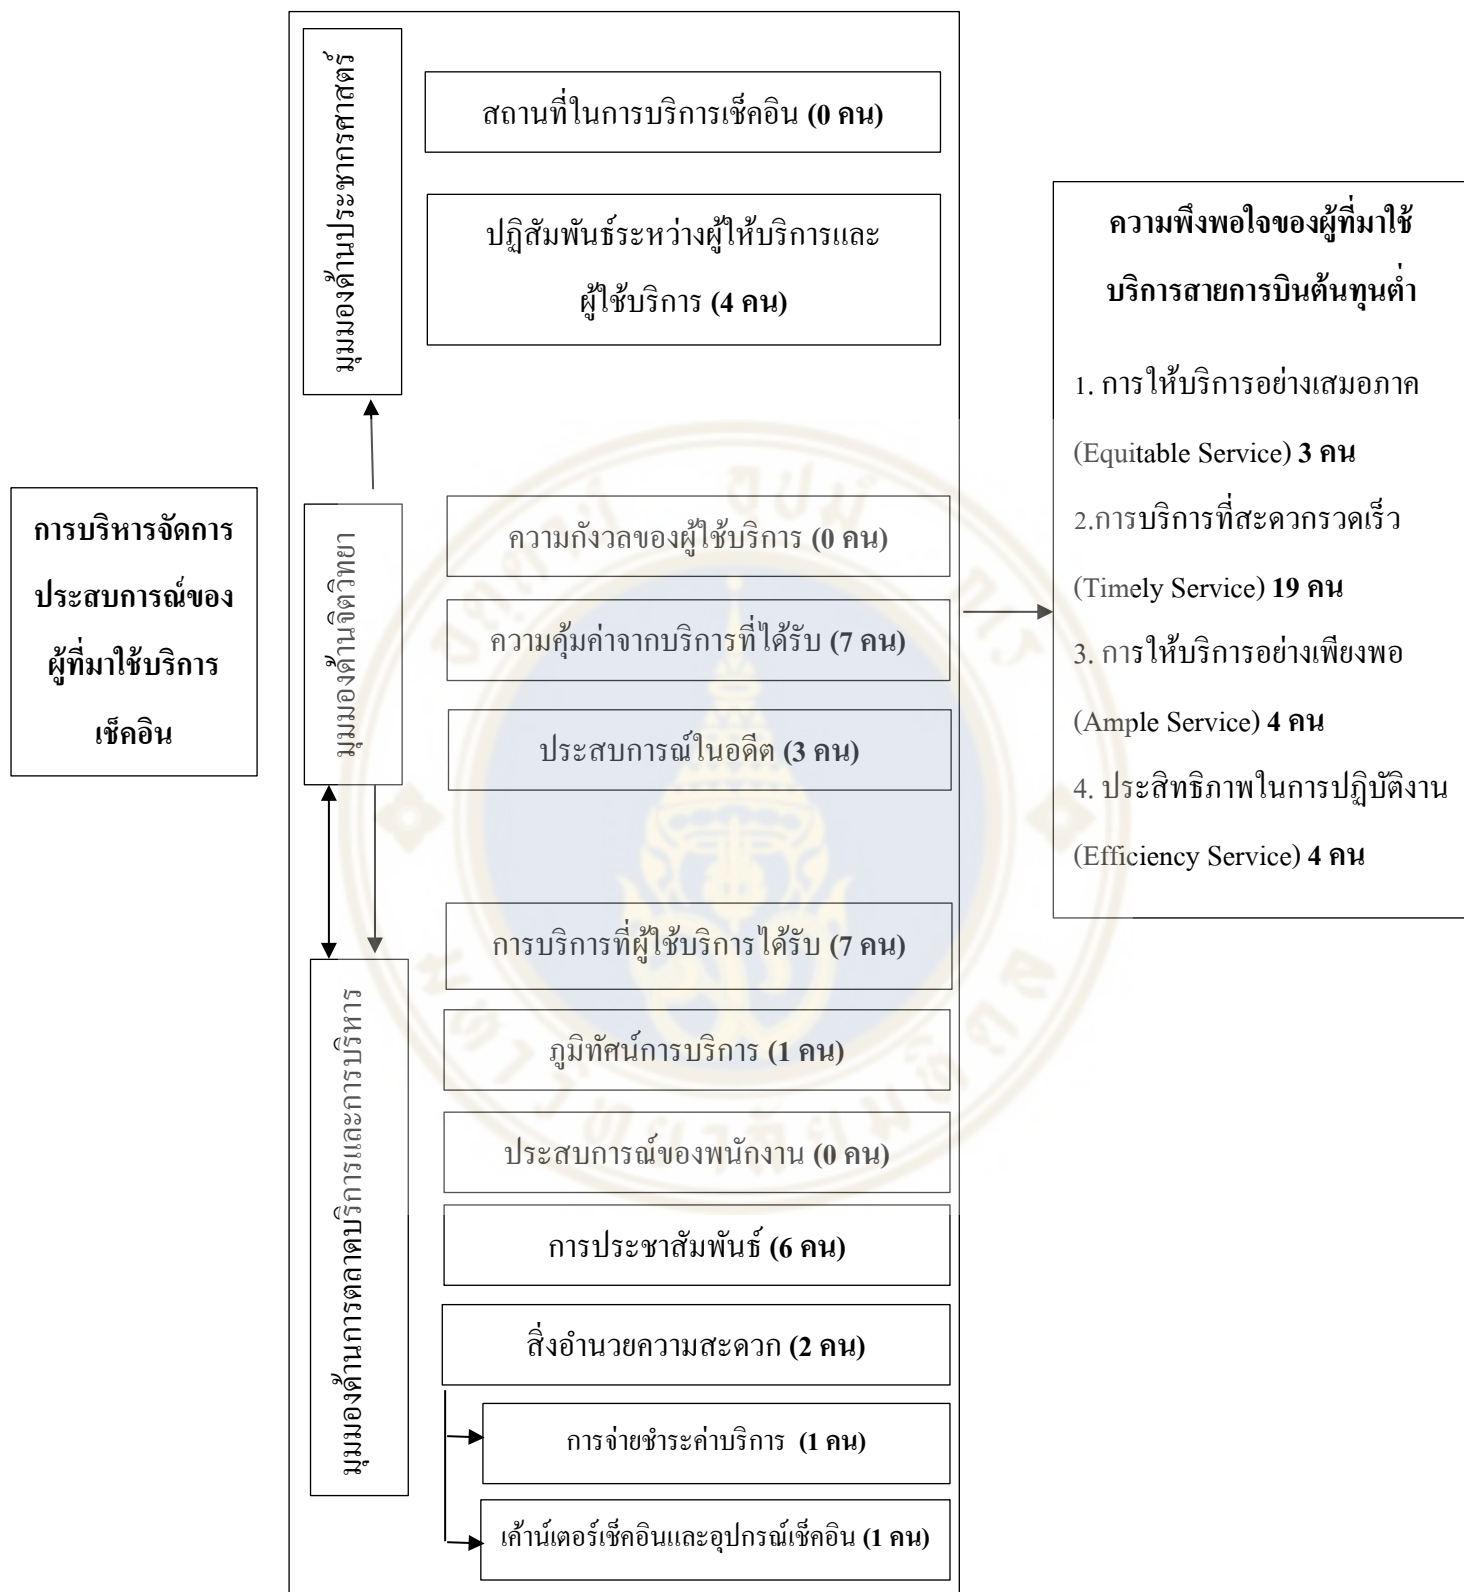 มุมมองด้านประชากรศาสตร์
สถานที่ในการบริการเช็คอิน (0 คน)
ปฏิสัมพันธ์ระหว่างผู้ให้บริการและ
ผู้ใช้บริการ (4 คน)
การบริหารจัดการ
ประสบการณ์ของ
ผู้ที่มาใช้บริการ
เช็คอิน
มุมมองด้านจิตวิทยา
ความกังวลของผู้ใช้บริการ (0 คน)
ความคุ้มค่าจากบริการที่ได้รับ (7 คน)
ประสบการณ์ในอดีต (3 คน)
มุมมองด้านการตลาดบริการและการบริหาร
การบริการที่ผู้ใช้บริการได้รับ (7 คน)
ภูมิทัศน์การบริการ (1 คน)
ประสบการณ์ของพนักงาน (0 คน)
การประชาสัมพันธ์ (6 คน)
สิ่งอำนวยความสะดวก (2 คน)
การจ่ายชำระค่าบริการ (1 คน)
เค้าน์เตอร์เช็คอินและอุปกรณ์เช็คอิน (1 คน)
ความพึงพอใจของผู้ที่มาใช้
บริการสายการบินต้นทุนต่ำ
1. การให้บริการอย่างเสมอภาค
(Equitable Service) 3 คน
2.การบริการที่สะดวกรวดเร็ว
(Timely Service) 19 คน
3. การให้บริการอย่างเพียงพอ
(Ample Service) 4 คน
4. ประสิทธิภาพในการปฏิบัติงาน
(Efficiency Service) 4 คน
มหาวิทยาลัยมหิดล